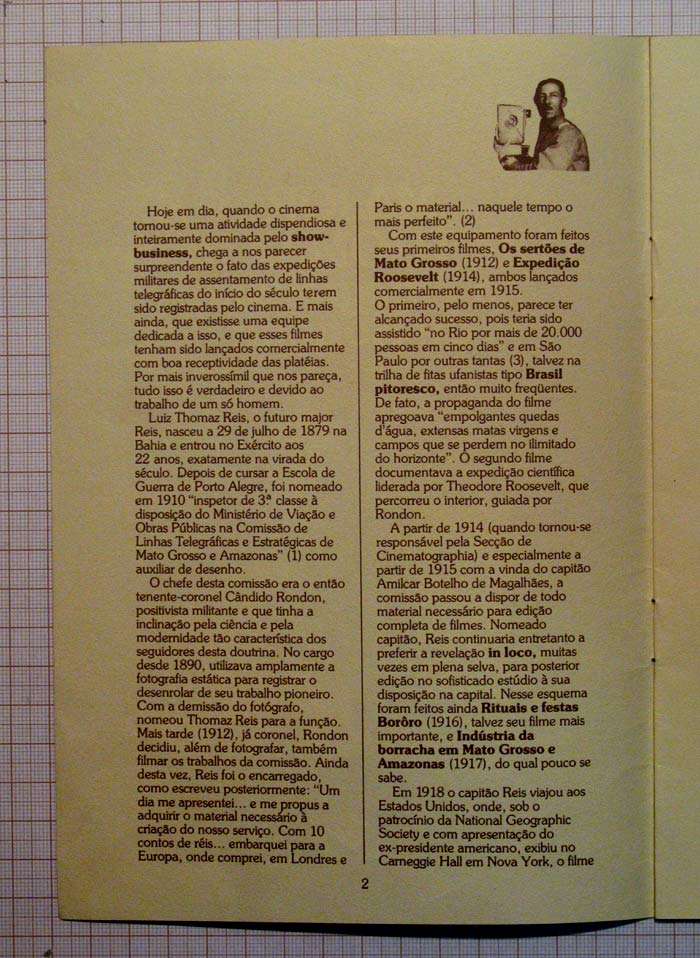 Hoje em dia, quando o cinema
tornou-se uma atividade dispendiosa e
inteiramente dominada pelo show-
business, chega a nos parecer
surpreendente o fato das expedições
militares de assentamento de linhas
telegráficas do início do século terem
sido registradas pelo cinema. E mais
ainda, que existisse uma equipe
dedicada a isso, e que esses filmes
tenham sido lançados comercialmente
com boa receptividade das platéias.
Por mais inverossímil que nos pareça,
tudo isso é verdadeiro e devido ao
trabalho de um só homem.
Luiz Thomaz Reis, o futuro major
Reis, nasceu a 29 de julho de 1879 na
Bahia e entrou no Exército aos
22 anos, exatamente na virada do
século. Depois de cursar a Escola de
Guerra de Porto Alegre, foi nomeado
em 1910 “inspetor de 3.ª classe à
disposição do Ministério de Viação e
Obras Públicas na Comissão de
Linhas Telegráficas e Estratégicas de
Mato Grosso e Amazonas” (1) como
auxiliar de desenho.
O chefe desta comissão era o então
tenente-coronel Cândido Rondon,
positivista militante e que tinha a
inclinação pela ciência e pela
modernidade tão característica dos
seguidores desta doutrina. No cargo
desde 1890, utilizava amplamente a
fotografia estática para registrar o
desenrolar de seu trabalho pioneiro.
Com a demissão do fotógrafo,
nomeou Thomaz Reis para a função.
Mais tarde (1912), já coronel, Rondon
decidiu, além de fotografar, também
filmar os trabalhos da comissão. Ainda
desta vez, Reis foi o encarregado,
como escreveu posteriormente: “Um
dia me apresentei... e me propus a
adquirir o material necessário à
criação do nosso serviço. Com 10
contos de réis... embarquei para a
Europa, onde comprei, em Londres e
Paris o material... naquele tempo o
mais perfeito”. (2)
Com este equipamento foram feitos
seus primeiros filmes, Os sertões de
Mato Grosso (1912) e Expedição
Roosevelt (1914), ambos lançados
comercialmente em 1915.
O primeiro, pelo menos, parece ter
alcançado sucesso, pois teria sido
assistido “no Rio por mais de 20.000
pessoas em cinco dias” e em São
Paulo por outras tantas (3), talvez na
trilha de fitas ufanistas tipo Brasil
pitoresco, então muito freqüentes.
De fato, a propaganda do filme
apregoava “empolgantes quedas
d'água, extensas matas virgens e
campos que se perdem no ilimitado
do horizonte”. O segundo filme
documentava a expedição científica
liderada por Theodore Roosevelt, que
percorreu o interior, guiada por
Rondon.
A partir de 1914 (quando tornou-se
responsável pela Secção de
Cinematographia) e especialmente a
partir de 1915 com a vinda do capitão
Amilcar Botelho de Magalhães, a
comissão passou a dispor de todo
material necessário para edição
completa de filmes. Nomeado
capitão, Reis continuaria entretanto a
preferir a revelação in loco, muitas
vezes em plena selva, para posterior
edição no sofisticado estúdio à sua
disposição na capital. Nesse esquema
foram feitos ainda Rituais e festas
Borôro (1916), talvez seu filme mais
importante, e Indústria da
borracha em Mato Grosso e
Amazonas (1917), do qual pouco se
sabe.
Em 1918 o capitão Reis viajou aos
Estados Unidos, onde, sob o
patrocínio da National Geographic
Society e com apresentação do
ex-presidente americano, exibiu no
Carneggie Hall em Nova York, o filme
2